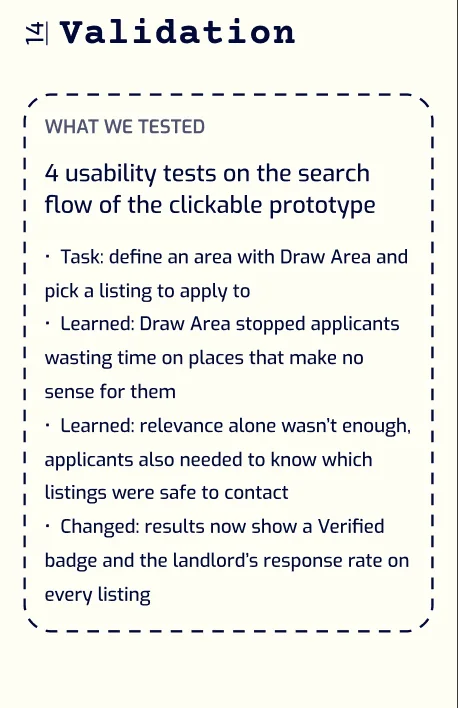 14 Validation
WHAT WE TESTED
4 usability tests on the search
flow of the clickable prototype
· Task: define an area with Draw Area and
pick a listing to apply to
· Learned: Draw Area stopped applicants
wasting time on places that make no
sense for them
· Learned: relevance alone wasn't enough,
applicants also needed to know which
listings were safe to contact
· Changed: results now show a Verified
badge and the landlord's response rate on
every listing